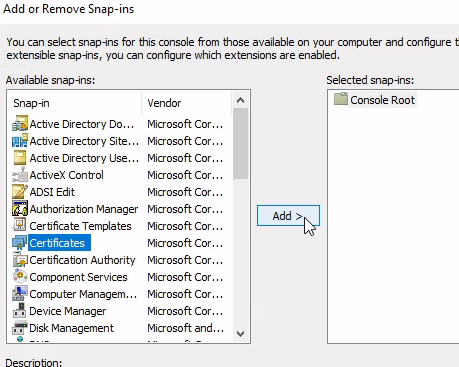 Add or Remove Snap-ins
You can select snap-ins for this console from those available on your computer and configure t
extensible snap-ins, you can configure which extensions are enabled.
Available snap-ins:
Selected snap-ins:
Snap-in Vendor
Active Directory Do... Microsoft Cor...
Active Directory Site... Microsoft Cor...
Active Directory Use... Microsoft Cor...
ActiveX Control Microsoft Cor...
ADSI Edit Microsoft Cor...
Authorization Manager Microsoft Cor...
Certificate Templates Microsoft Cor...
Certificates Microsoft Cor...
Certification Authority Microsoft Cor...
Component Services Microsoft Cor...
Computer Managem... Microsoft Cor...
Device Manager Microsoft Cor...
Disk Management Microsoft and...
Console Root
Add >
Description: